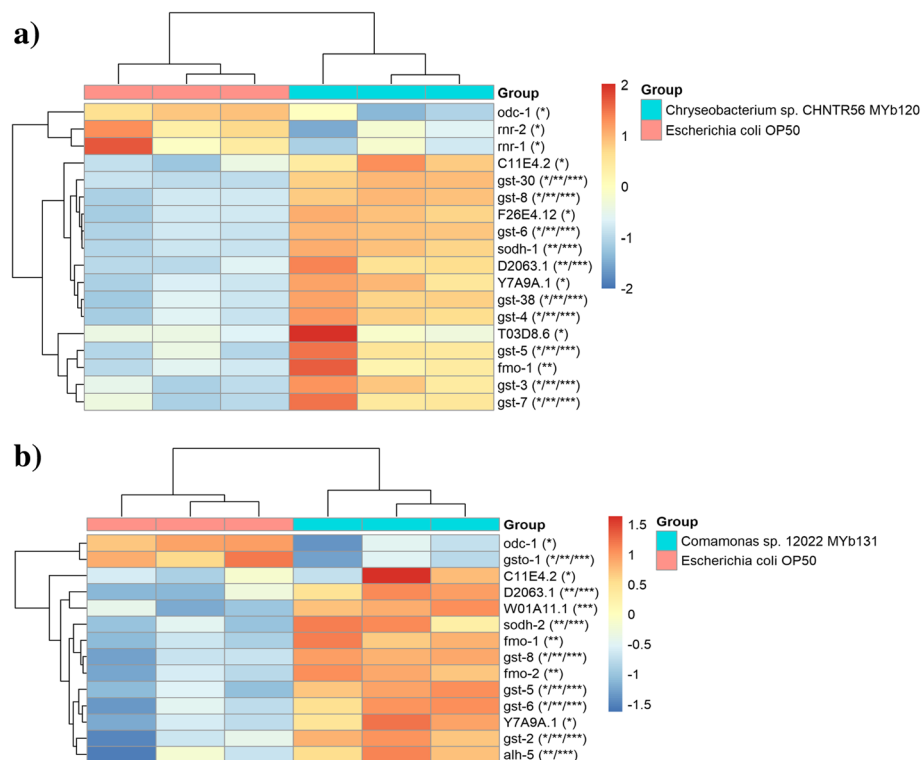 a)
Group
odc-1 (*)
rnr-2 (*)
rnr-1 (*)
C11E4.2 (*)
gst-30 (*/**/***)
gst-8 (*/**/***)
F26E4.12 (*)
gst-6 (*/**/***)
sodh-1 (**/***)
D2063.1 (**/***)
Y7A9A.1 (*)
gst-38 (*/**/***)
gst-4 (*/**/***)
T03D8.6 (*)
gst-5 (*/**/***)
fmo-1 (**)
gst-3 (*/**/***)
gst-7 (*/**/***)
2
1
0
-1
-2
Group
Chryseobacterium sp. CHNTR56 MYb120
Escherichia coli OP50
b)
Group
odc-1 (*)
gsto-1 (*/**/***)
C11E4.2 (*)
D2063.1 (**/***)
W01A11.1 (***)
sodh-2 (**/***)
fmo-1 (**)
gst-8 (*/**/***)
fmo-2 (**)
gst-5 (*/**/***)
gst-6 (*/**/***)
Y7A9A.1 (*)
gst-2 (*/**/***)
alh-5 (**/***)
1.5
1
0.5
0
-0.5
-1
-1.5
Group
Comamonas sp. 12022 MYb131
Escherichia coli OP50